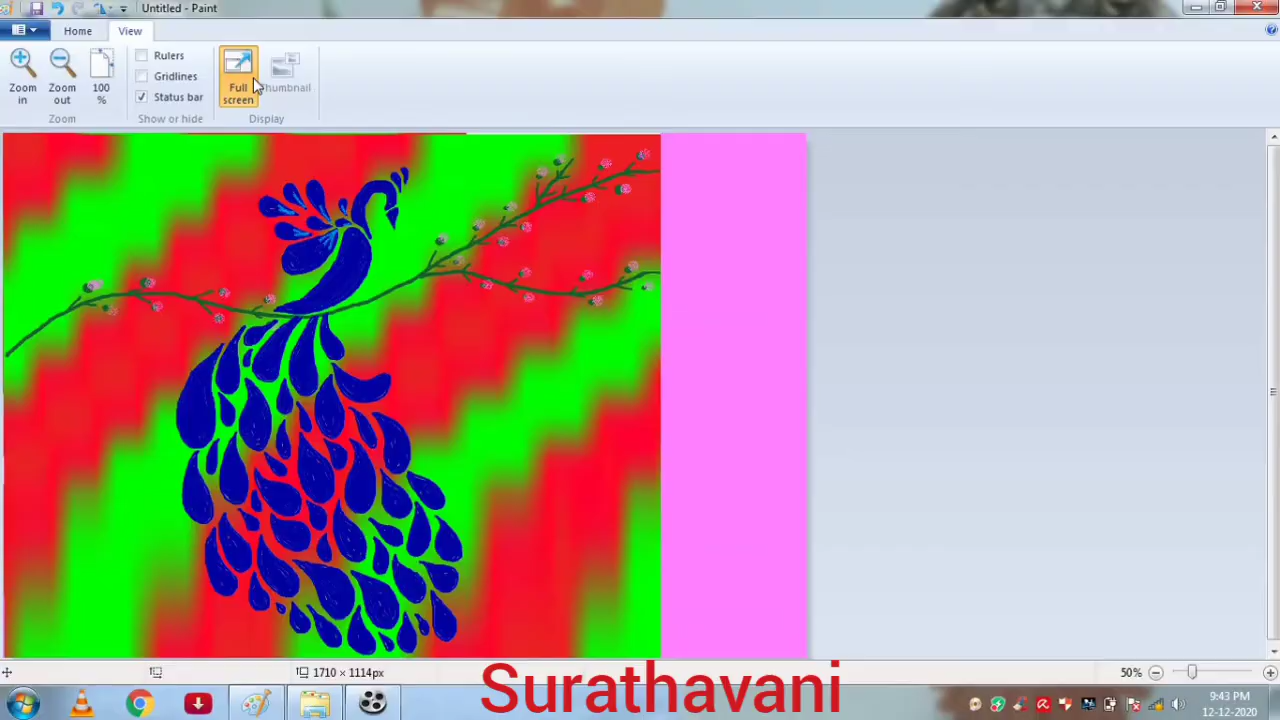 Untitled - Paint
Home
View
Rulers
Gridlines
Status bar
Zoom in
Zoom out
100 %
Full screen
Zoom
Show or hide
Display
1710 × 1114px
50%
Surathavani
9:43 PM
12-12-2020